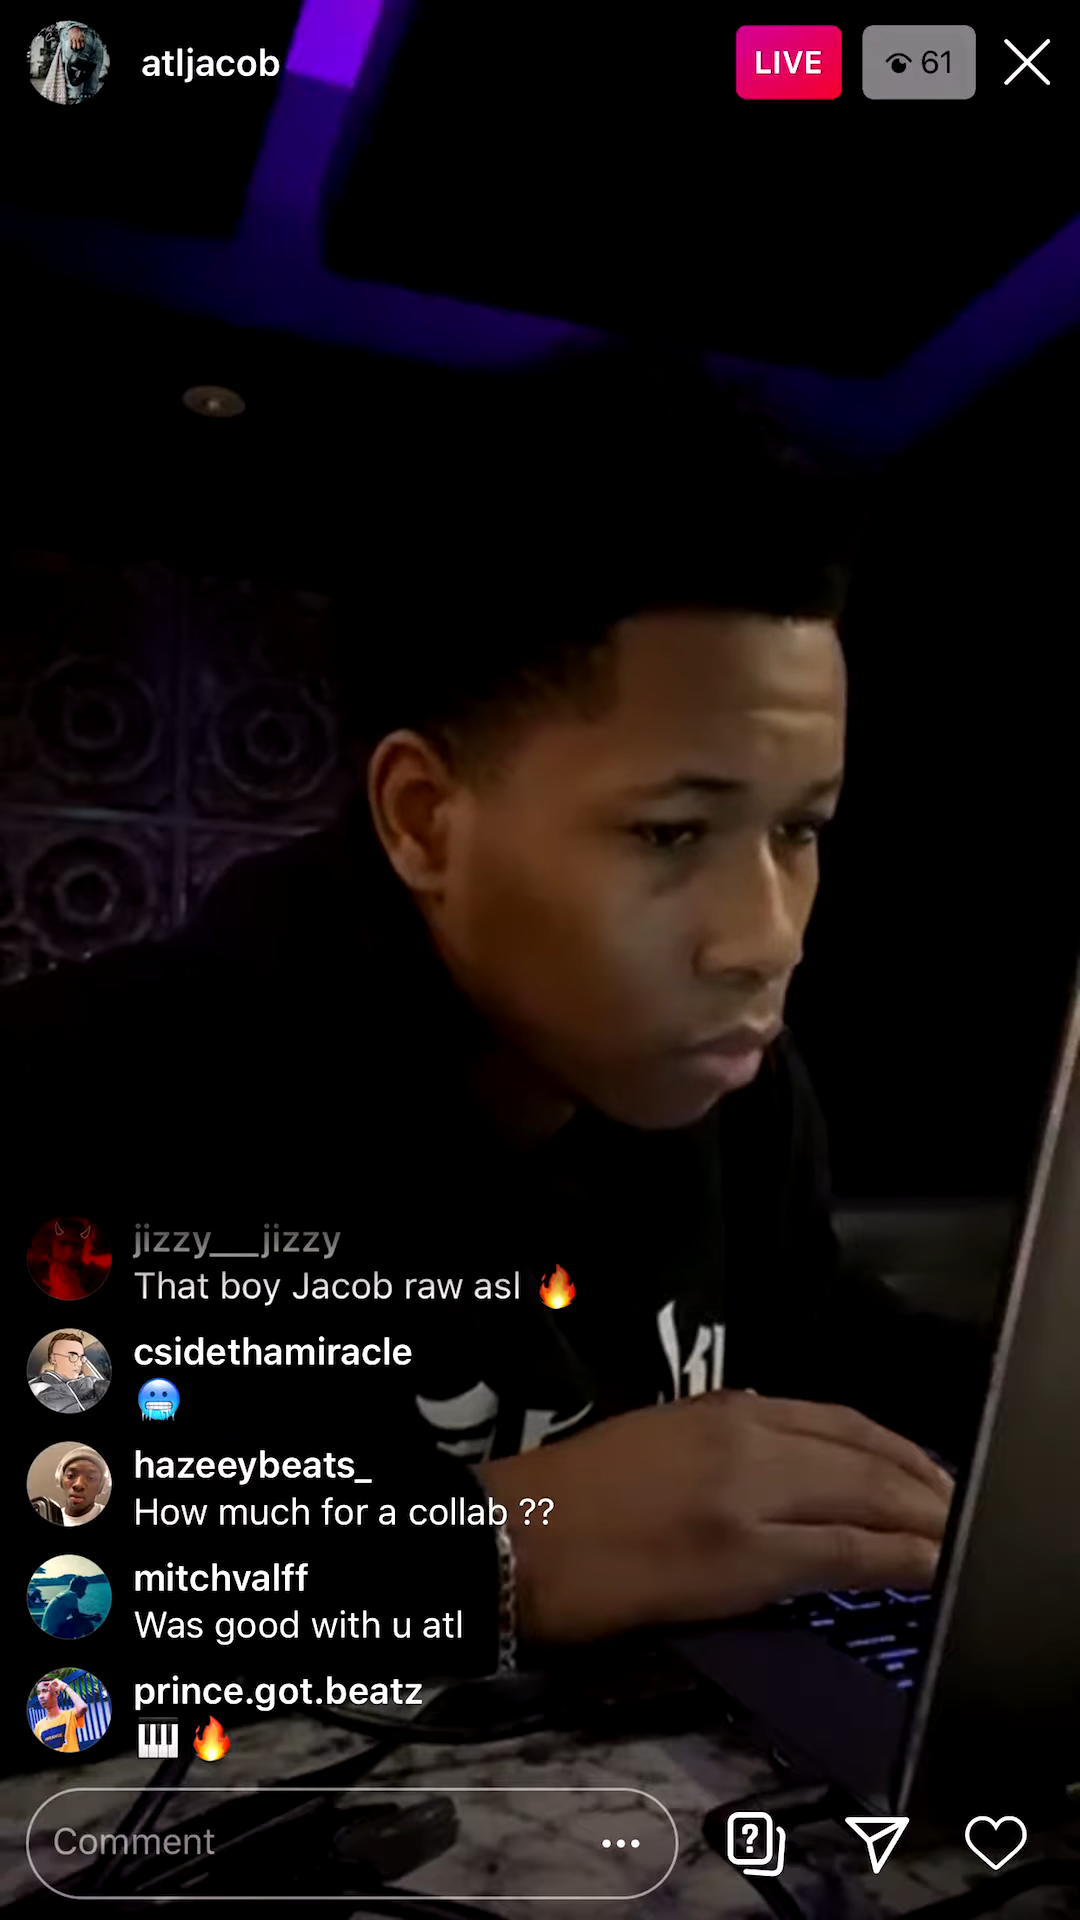 atljacob LIVE 61
jizzy___jizzy
That boy Jacob raw asl 🔥
csidethamiracle
🥶
hazeeybeats_
How much for a collab ??
mitchvalff
Was good with u atl
prince.got.beatz
🎹 🔥
Comment